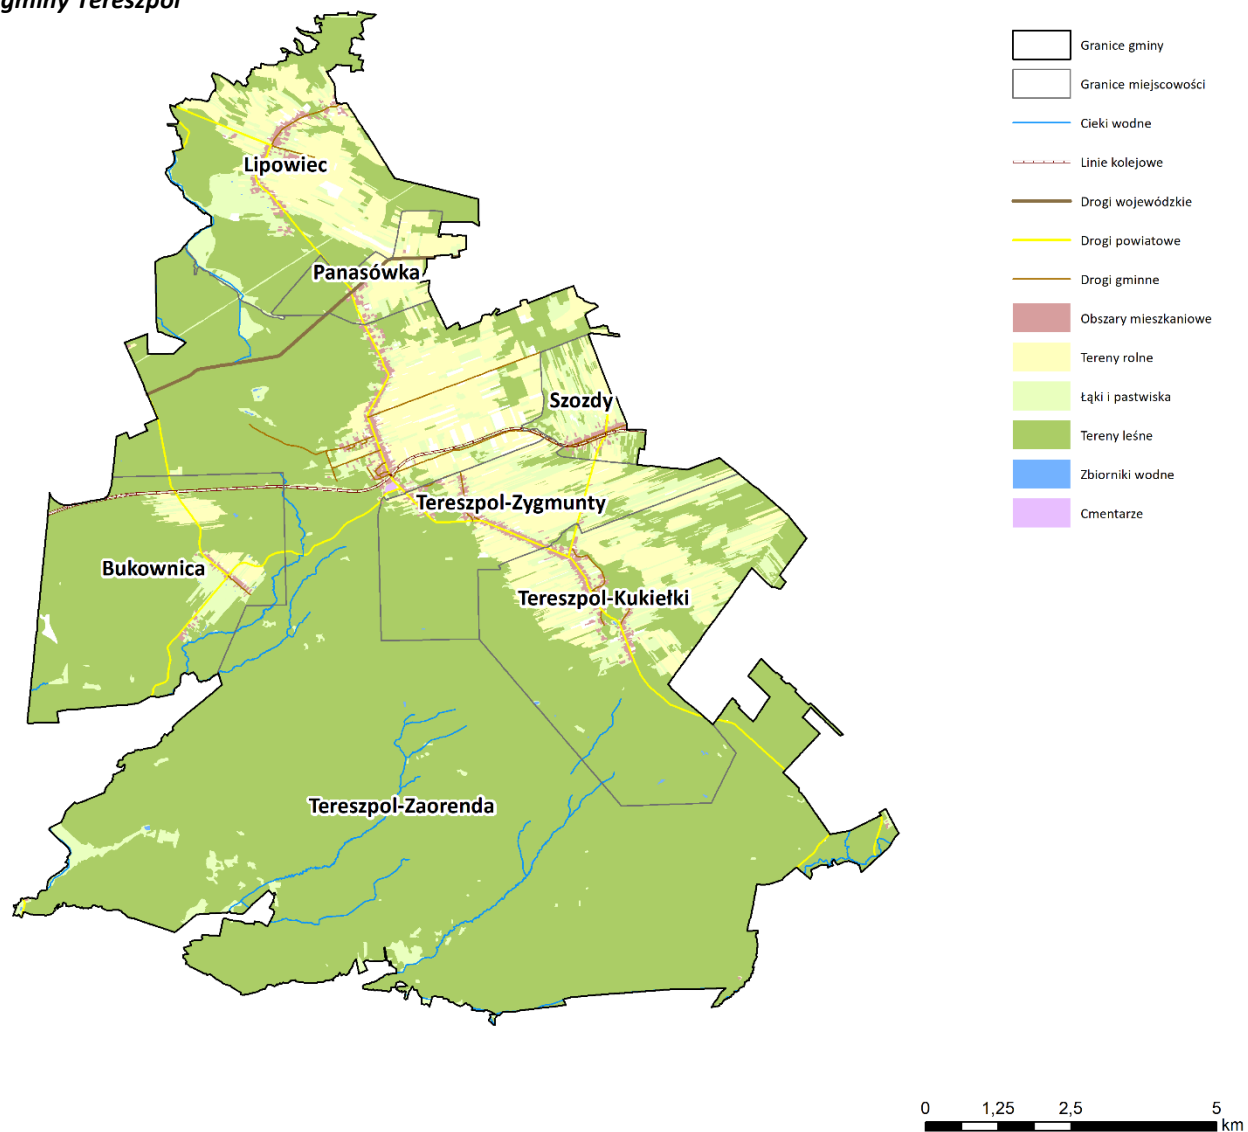 gminy Tereszpol
Granice gminy
Granice miejscowości
Cieki wodne
Linie kolejowe
Drogi wojewódzkie
Drogi powiatowe
Drogi gminne
Obszary mieszkaniowe
Tereny rolne
Łąki i pastwiska
Tereny leśne
Zbiorniki wodne
Cmentarze
Lipowiec
Panasówka
Szozdy
Tereszpol-Zygmunty
Bukownica
Tereszpol-Kukiełki
Tereszpol-Zaorenda
0 1,25 2,5 5
km